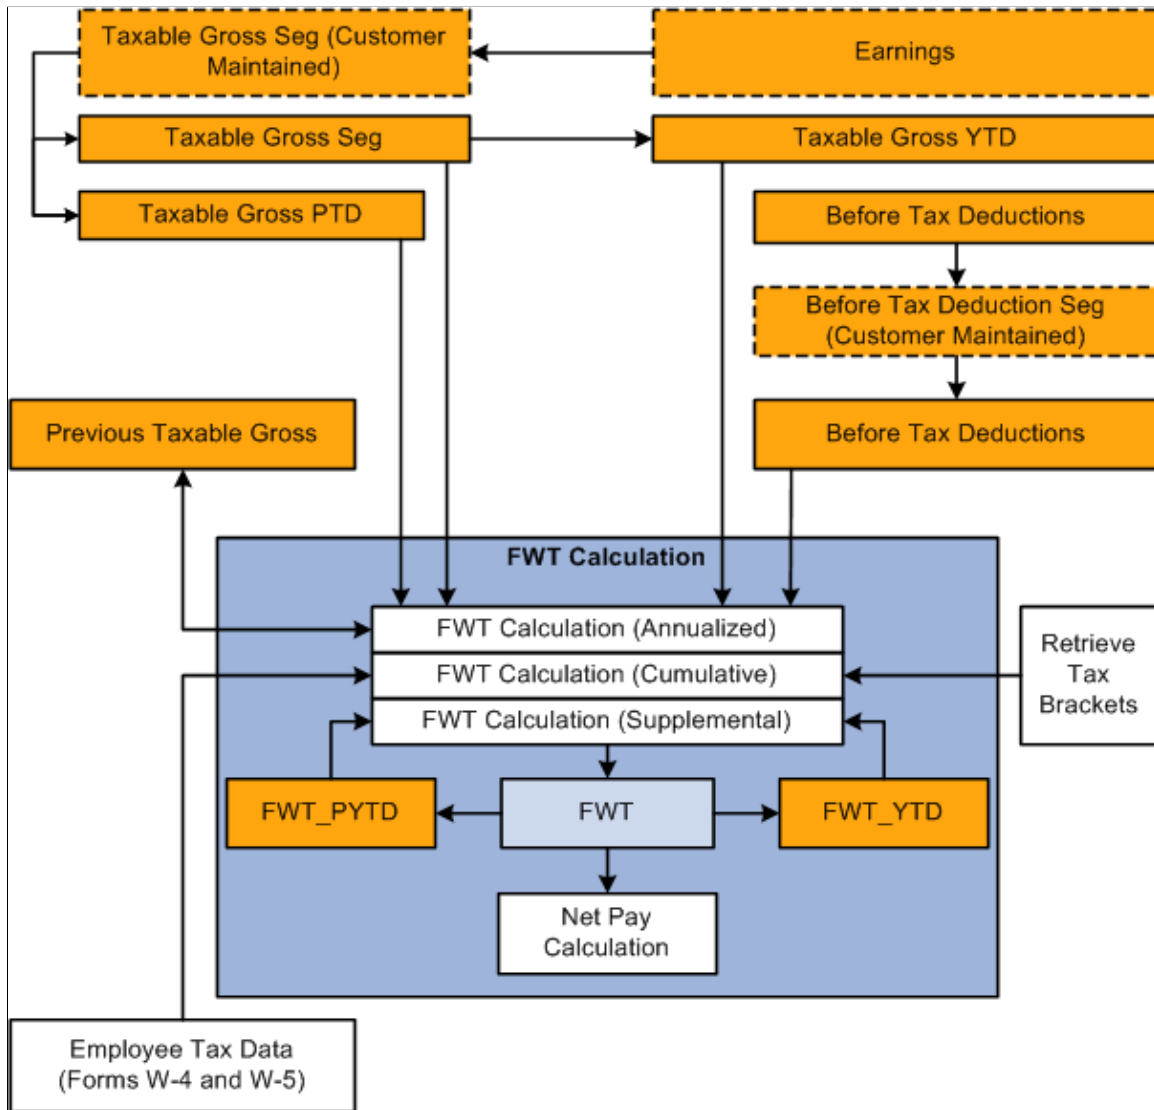 Taxable Gross Seg (Customer
Maintained)
Earnings
Taxable Gross Seg
Taxable Gross YTD
Taxable Gross PTD
Before Tax Deductions
Before Tax Deduction Seg
(Customer Maintained)
Previous Taxable Gross
Before Tax Deductions
FWT Calculation
FWT Calculation (Annualized)
FWT Calculation (Cumulative)
FWT Calculation (Supplemental)
Retrieve
Tax
Brackets
FWT_PYTD
FWT
FWT_YTD
Net Pay
Calculation
Employee Tax Data
(Forms W-4 and W-5)